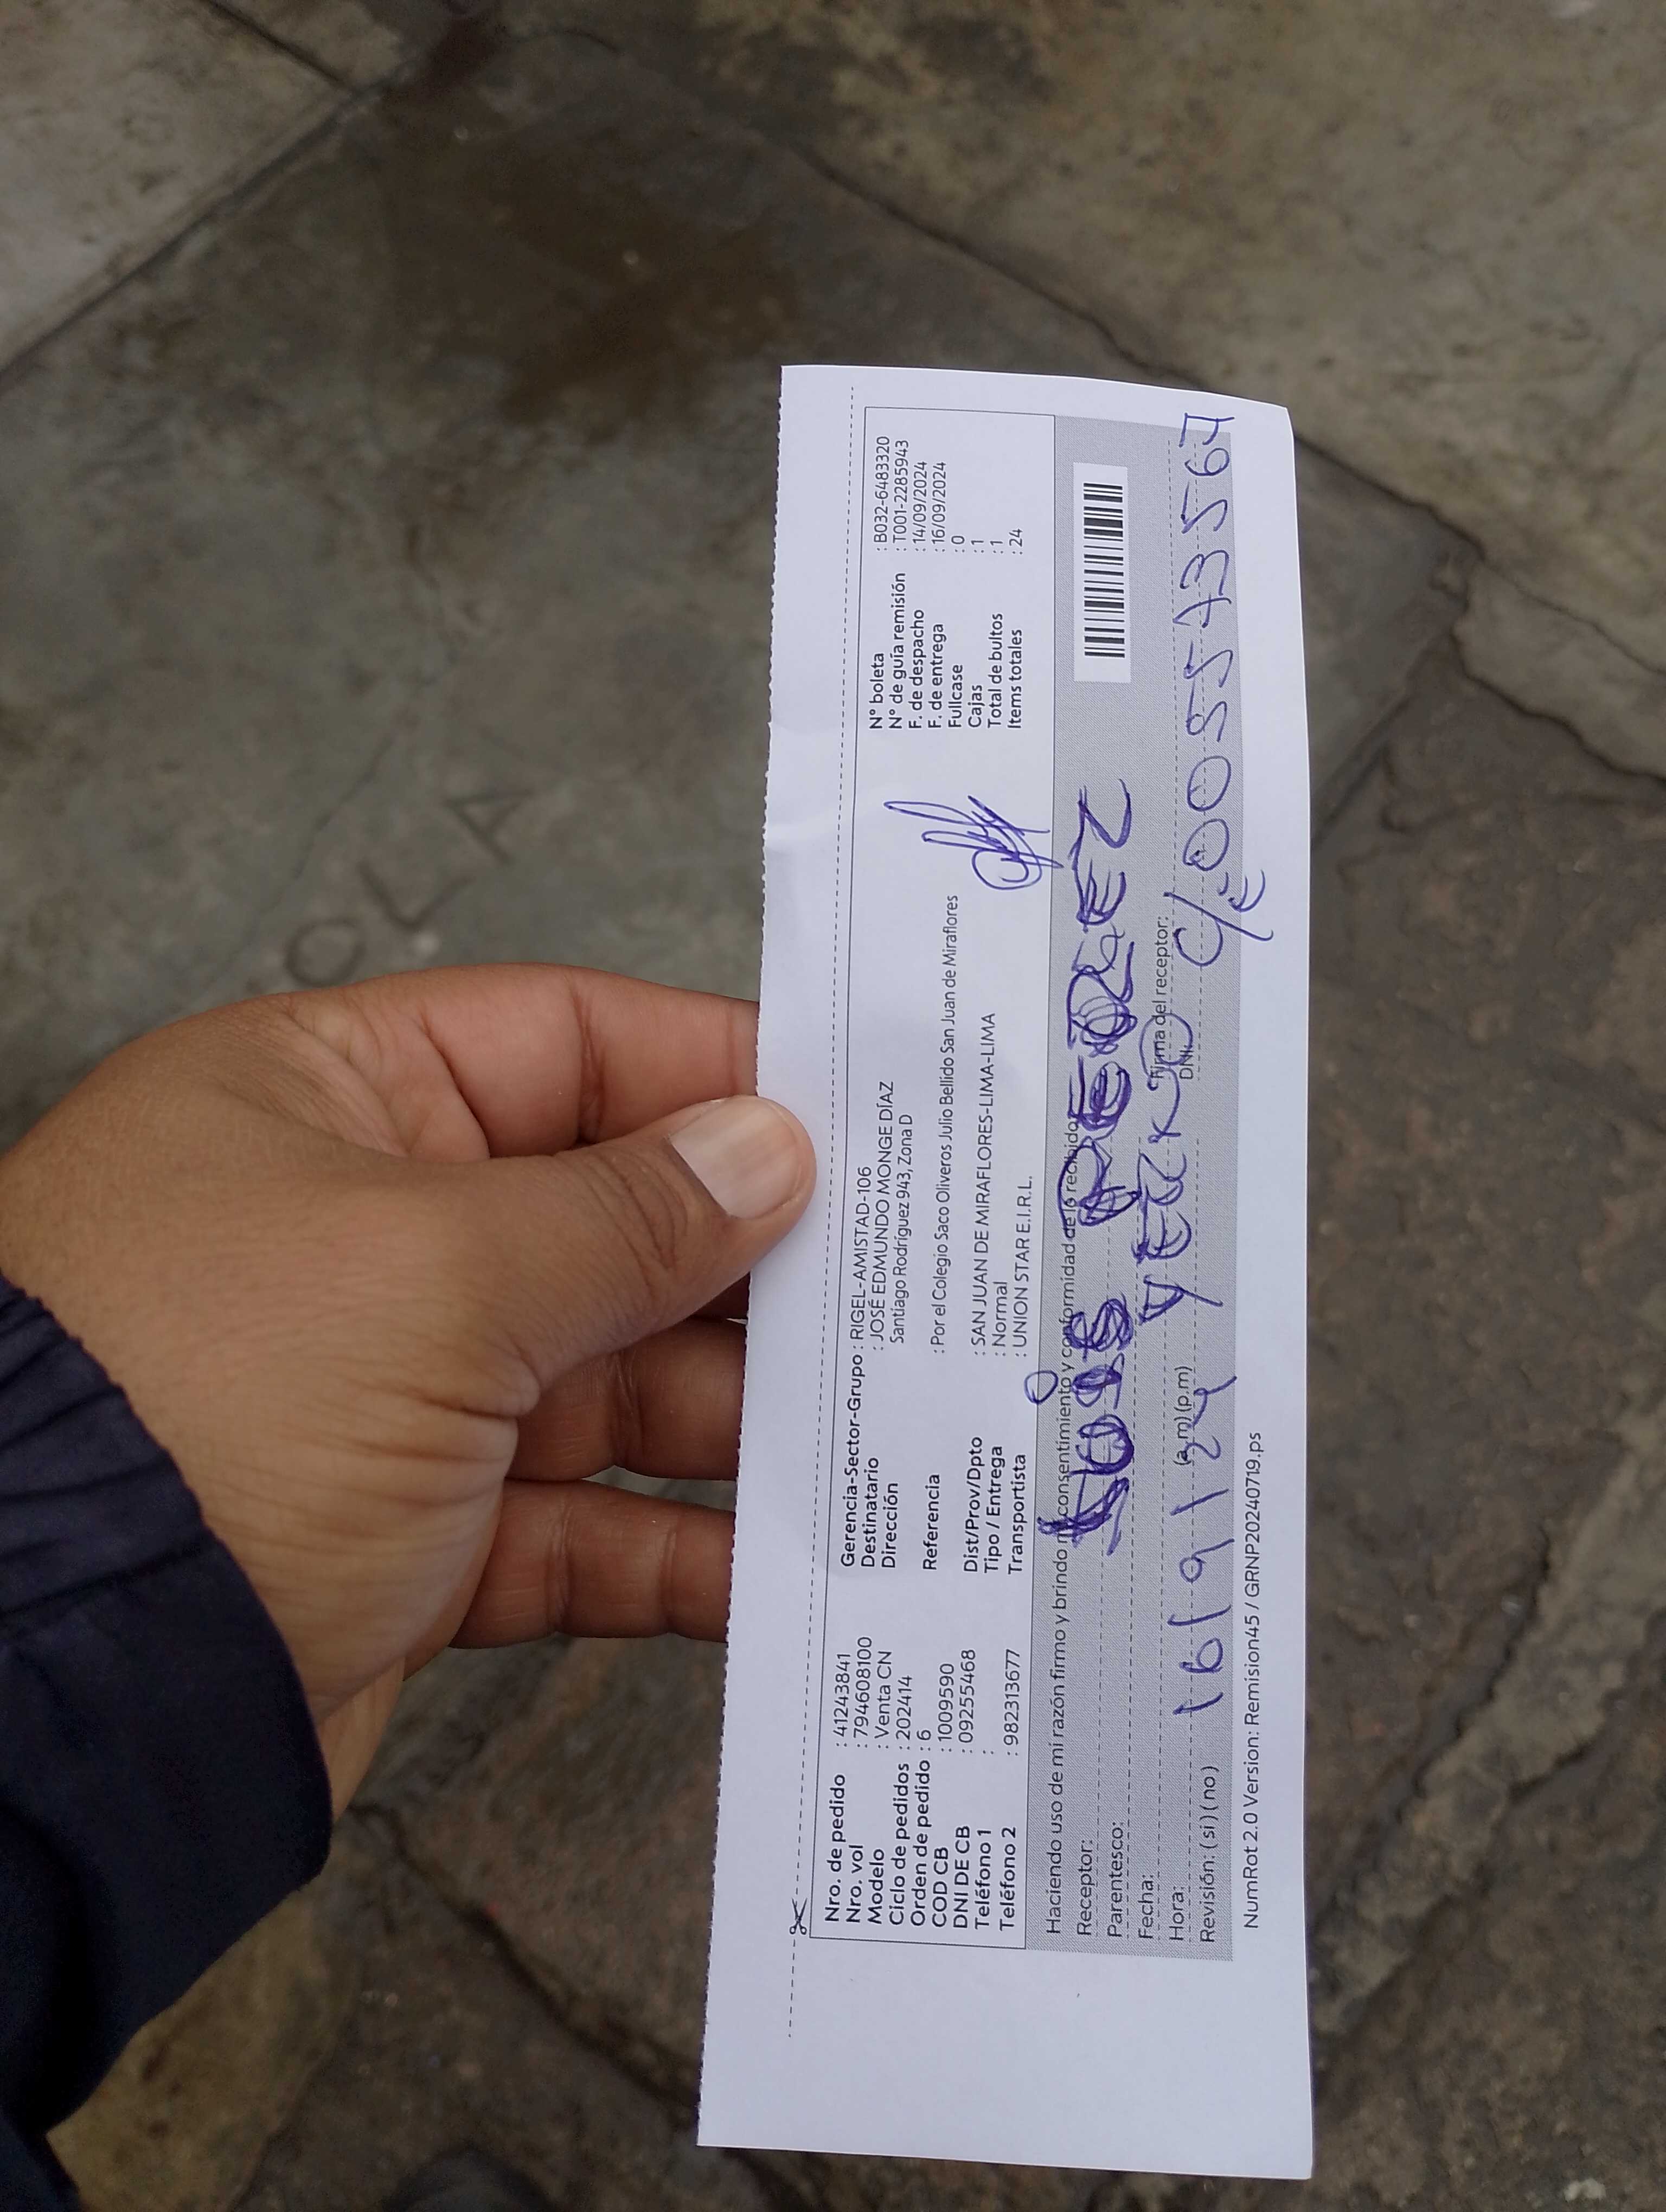 Nro. de pedido : 41243841
Nro. vol : 794608100
Modelo : Venta CN
Ciclo de pedidos : 202414
Orden de pedido : 6
COD CB : 1009590
DNI DE CB : 09255468
Teléfono 1 :
Teléfono 2 : 982313677
Gerencia-Sector-Grupo : RIGEL-AMISTAD-106
Destinatario : JOSÉ EDMUNDO MONGE DÍAZ
Dirección Santiago Rodríguez 943, Zona D
Referencia : Por el Colegio Saco Oliveros Julio Bellido San Juan de Miraflores
Dist/Prov/Dpto : SAN JUAN DE MIRAFLORES-LIMA-LIMA
Tipo / Entrega : Normal
Transportista : UNION STAR E.I.R.L.
N° boleta : B032-6483320
N° de guía remisión : T001-2285943
F. de despacho : 14/09/2024
F. de entrega : 16/09/2024
Fullcase : 0
Cajas : 1
Total de bultos : 1
Items totales : 24
Haciendo uso de mi razón firmo y brindo mi consentimiento y conformidad de lo recibido
Receptor:
Parentesco:
Fecha:
Hora: (a.m) (p.m)
Revisión: ( si ) ( no )
LUIS PEREZ
16/9/24
Firma del receptor:
DNI:
C/E 005573556
NumRot 2.0 Version: Remision45 / GRNP20240719.ps
OLA